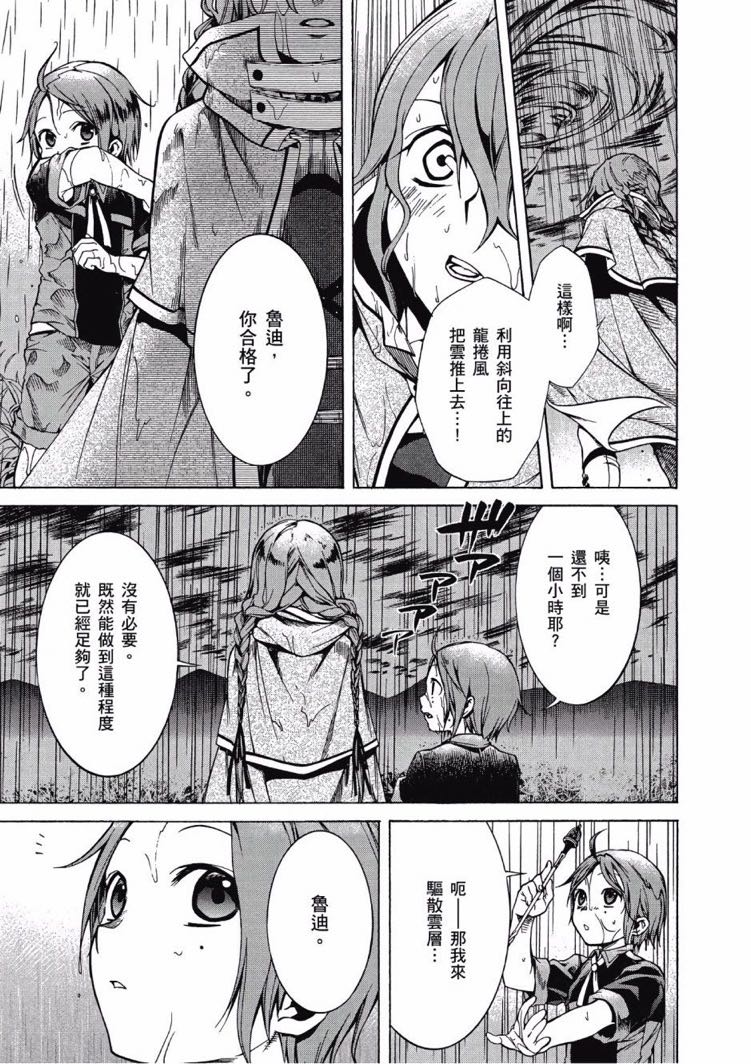 這樣啊…
利用斜向往上的
龍捲風
把雲推上去…！
魯迪，
你合格了。
咦…可是
還不到
一個小時耶？
ザァァァァ
沒有必要。
既然能做到這種程度
就已經足夠了。
呃──那我來
驅散雲層…
魯迪。